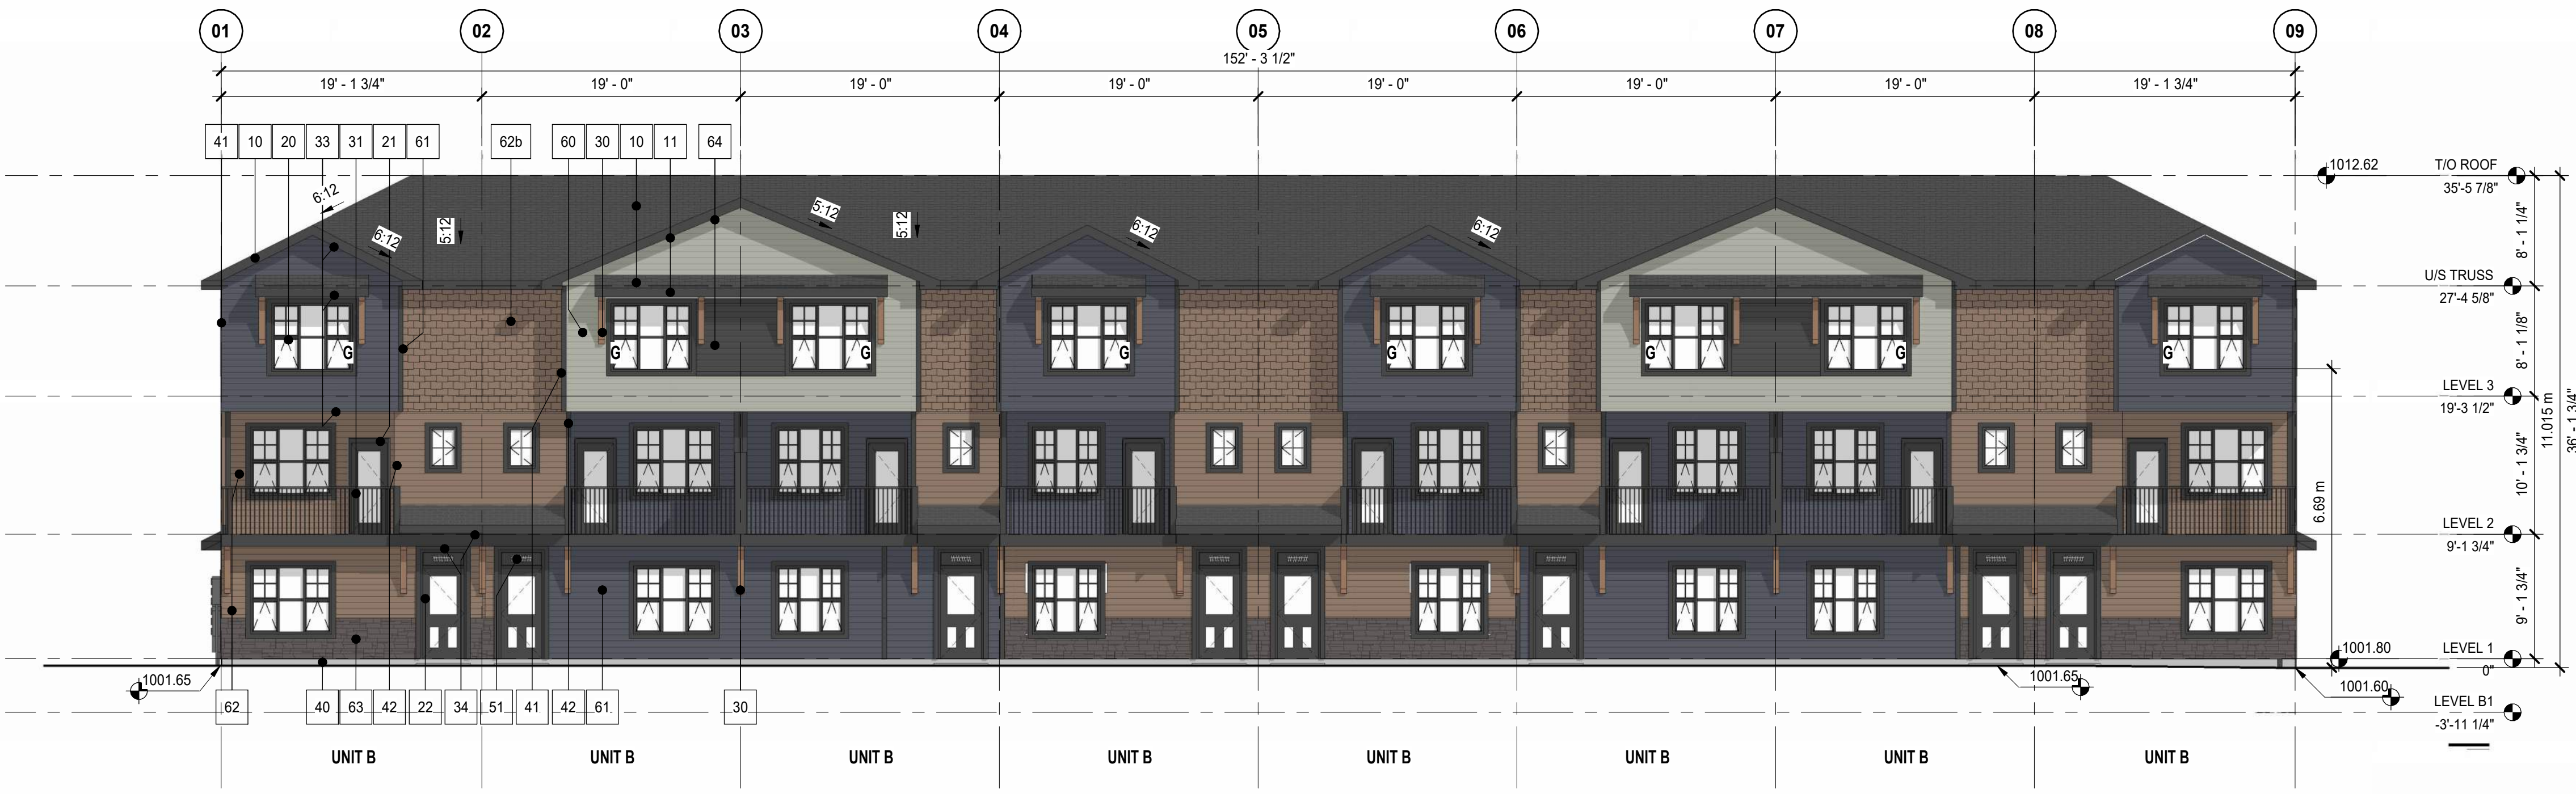 01 02 03 04 05 06 07 08 09
152' - 3 1/2"
19' - 1 3/4" 19' - 0" 19' - 0" 19' - 0" 19' - 0" 19' - 0" 19' - 0" 19' - 1 3/4"
41 10 20 33 31 21 61 62b 60 30 10 11 64
1012.62 T/O ROOF
35'-5 7/8"
6:12 6:12 5:12 5:12 5:12 6:12 6:12
8' - 1 1/4"
U/S TRUSS
27'-4 5/8"
8' - 1 1/8"
G G G G G G G G
LEVEL 3
19'-3 1/2"
11.015 m
36' - 1 3/4"
10' - 1 3/4"
6.69 m
LEVEL 2
9'-1 3/4"
9' - 1 3/4"
1001.80 LEVEL 1
0"
1001.65 1001.65 1001.60
62 40 63 42 22 34 51 41 42 61 30
LEVEL B1
-3'-11 1/4"
UNIT B UNIT B UNIT B UNIT B UNIT B UNIT B UNIT B UNIT B